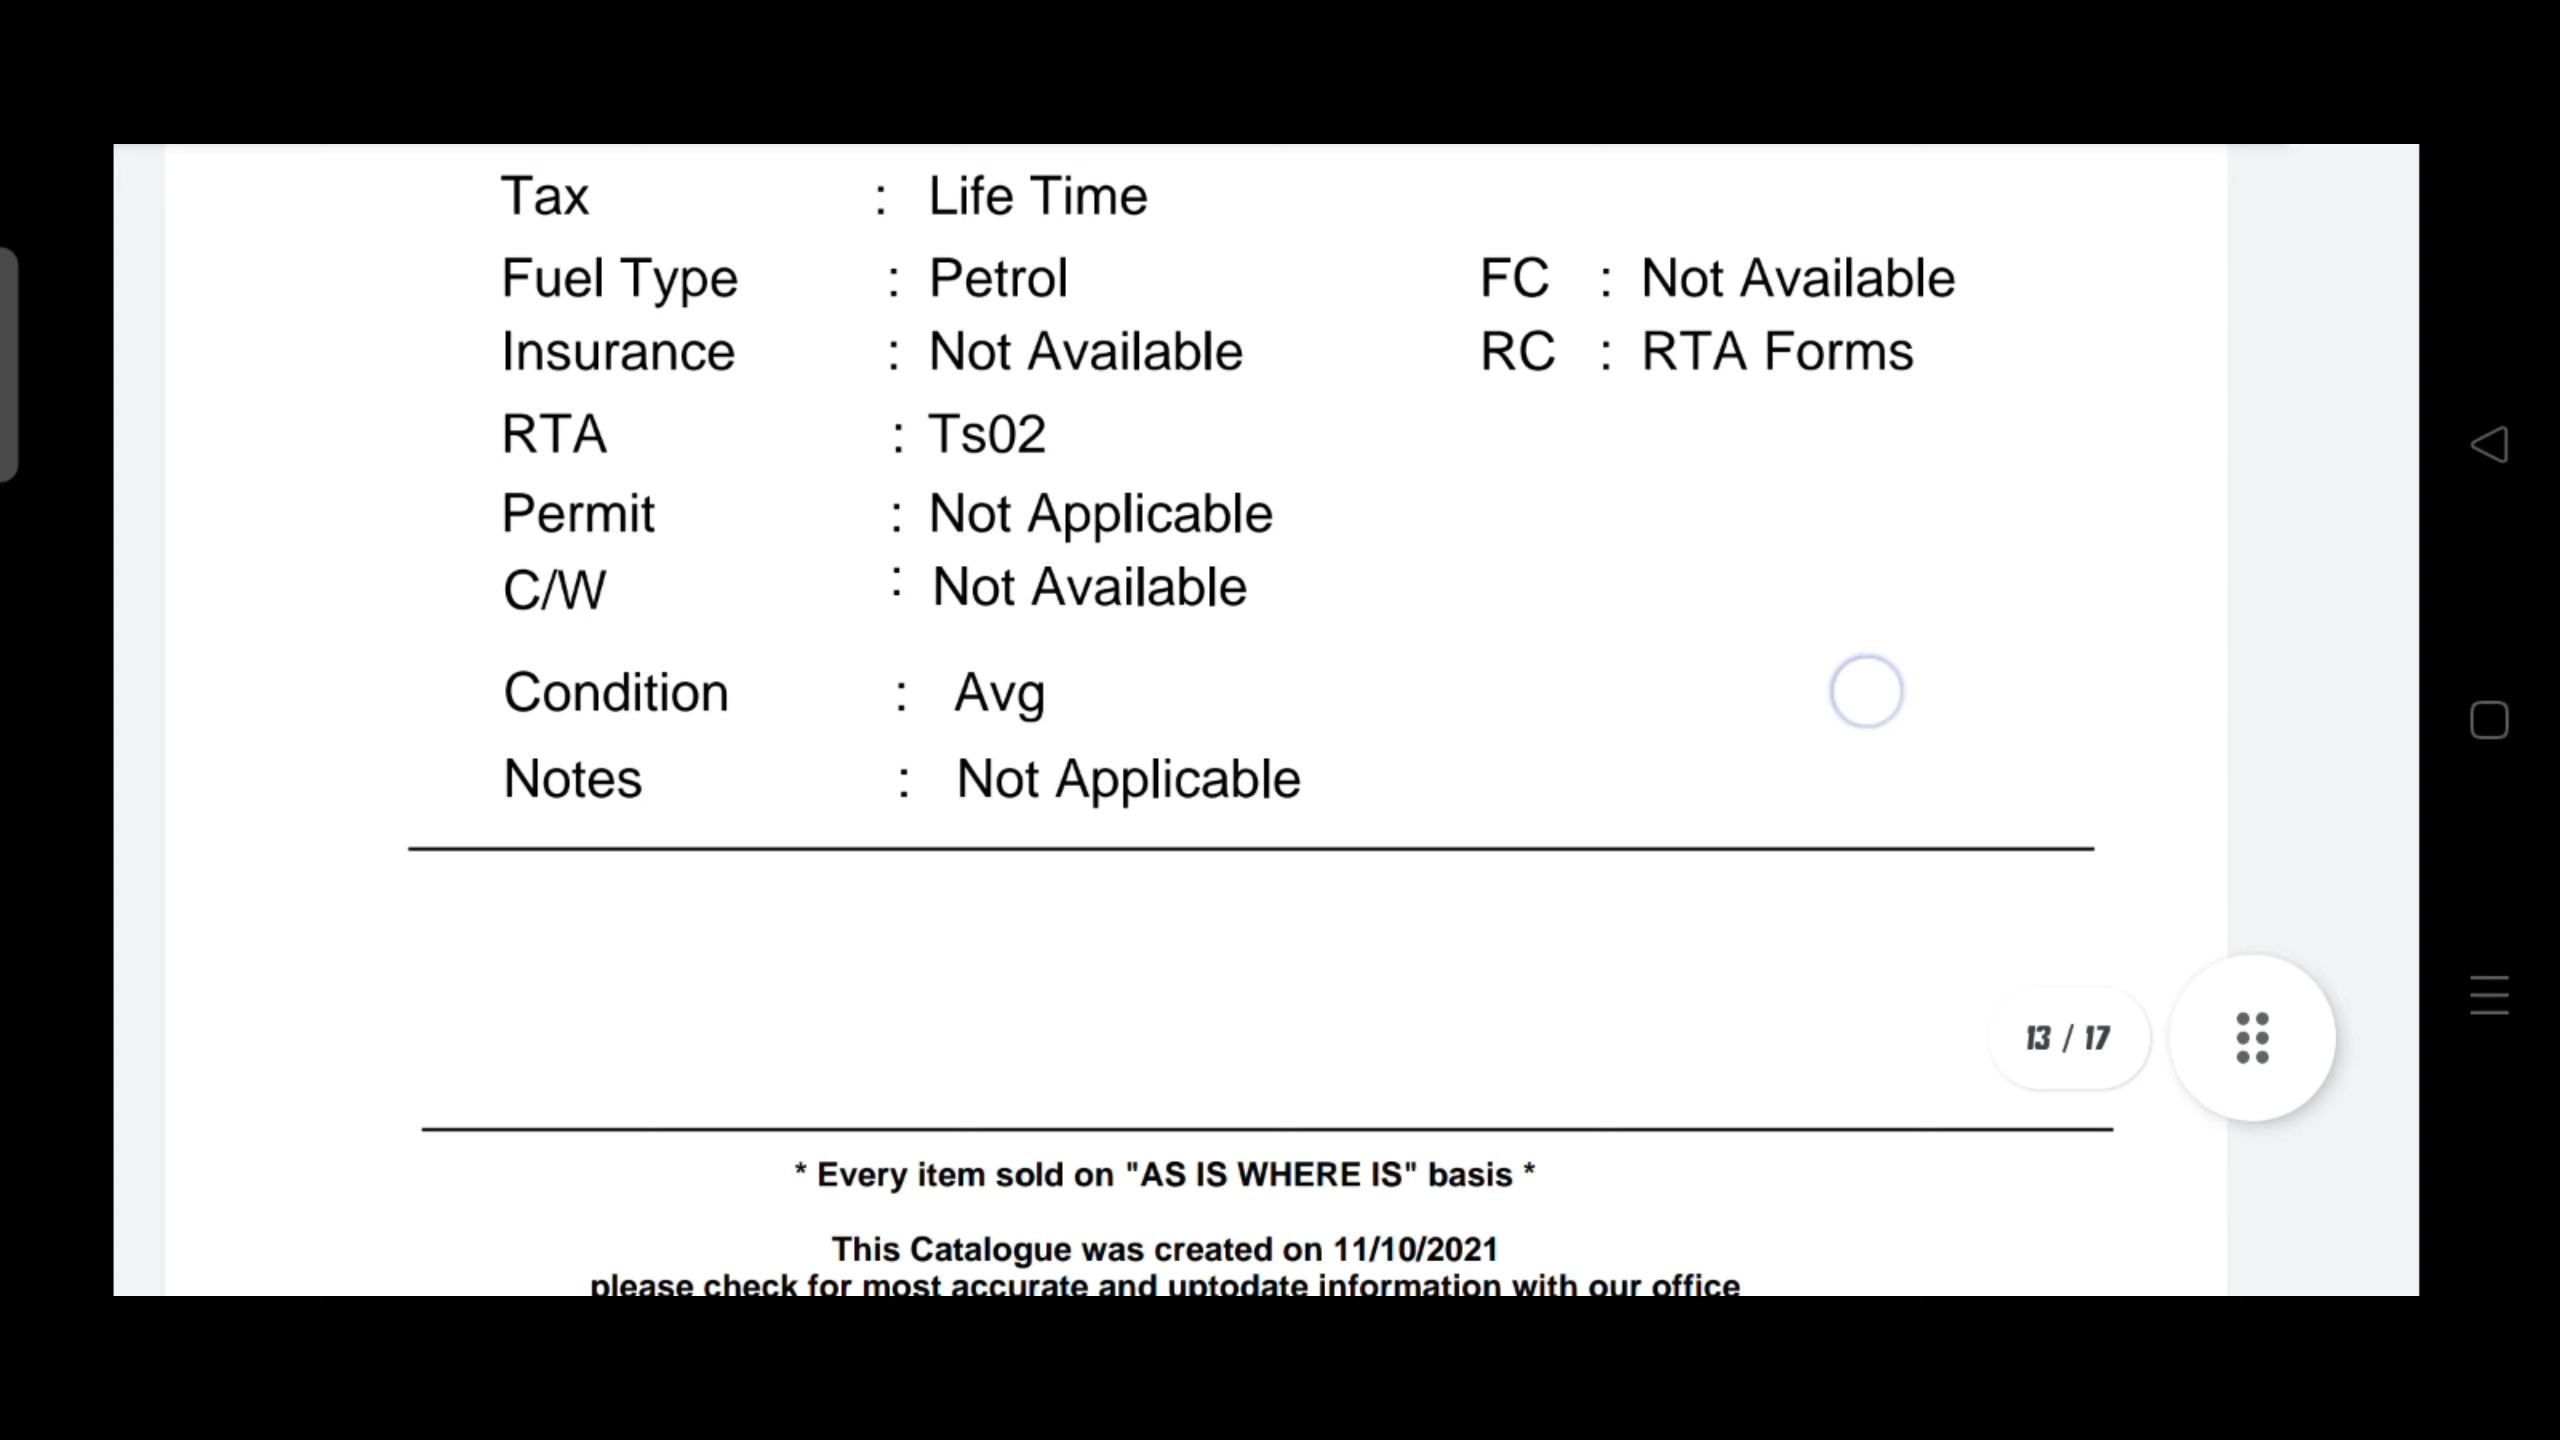 Tax : Life Time
Fuel Type : Petrol FC : Not Available
Insurance : Not Available RC : RTA Forms
RTA : Ts02
Permit : Not Applicable
C/W : Not Available
Condition : Avg
Notes : Not Applicable
13 / 17
* Every item sold on "AS IS WHERE IS" basis *
This Catalogue was created on 11/10/2021
please check for most accurate and uptodate information with our office